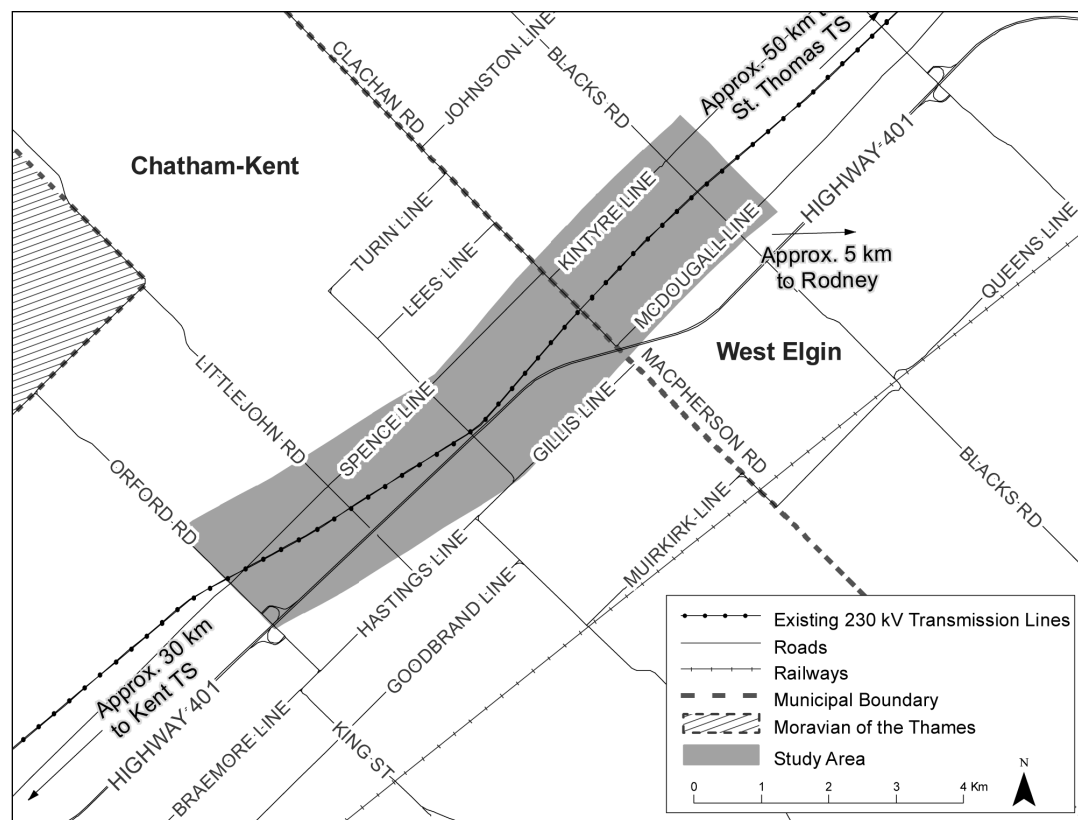 CLACHAN RD
JOHNSTON LINE
BLACKS RD
Approx. 50 km t
St. Thomas TS
HIGHWAY 401
Chatham-Kent
TURIN LINE
LEES LINE
KINTYRE LINE
MCDOUGALL LINE
Approx. 5 km
to Rodney
QUEENS LINE
West Elgin
LITTLEJOHN RD
SPENCE LINE
GILLIS LINE
MACPHERSON RD
ORFORD RD
MUIRKIRK LINE
BLACKS RD
HASTINGS LINE
GOODBRAND LINE
Approx. 30 km
to Kent TS
HIGHWAY 401
BRAEMORE LINE
KING ST
Existing 230 kV Transmission Lines
Roads
Railways
Municipal Boundary
Moravian of the Thames
Study Area
0 1 2 3 4 Km
N